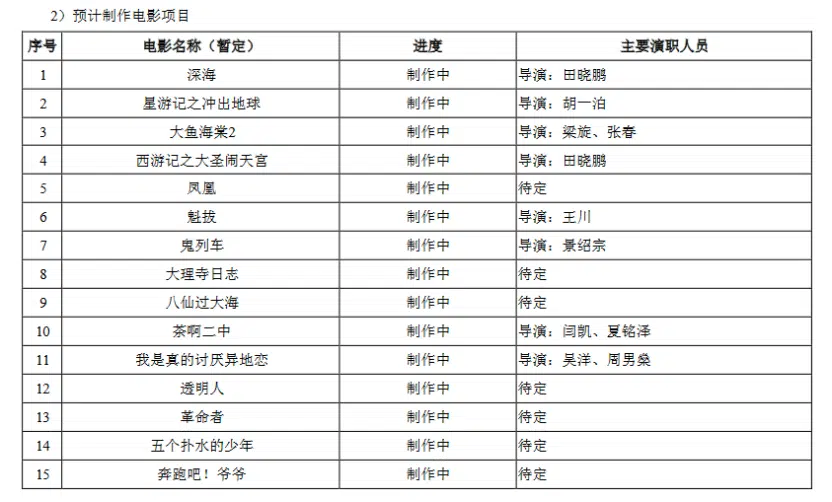 2）预计制作电影项目
序号 电影名称（暂定） 进度 主要演职人员
1 深海 制作中 导演：田晓鹏
2 星游记之冲出地球 制作中 导演：胡一泊
3 大鱼海棠2 制作中 导演：梁旋、张春
4 西游记之大圣闹天宫 制作中 导演：田晓鹏
5 凤凰 制作中 待定
6 魁拔 制作中 导演：王川
7 鬼列车 制作中 导演：景绍宗
8 大理寺日志 制作中 待定
9 八仙过大海 制作中 待定
10 茶啊二中 制作中 导演：闫凯、夏铭泽
11 我是真的讨厌异地恋 制作中 导演：吴洋、周男燊
12 透明人 制作中 待定
13 革命者 制作中 待定
14 五个扑水的少年 制作中 待定
15 奔跑吧！爷爷 制作中 待定